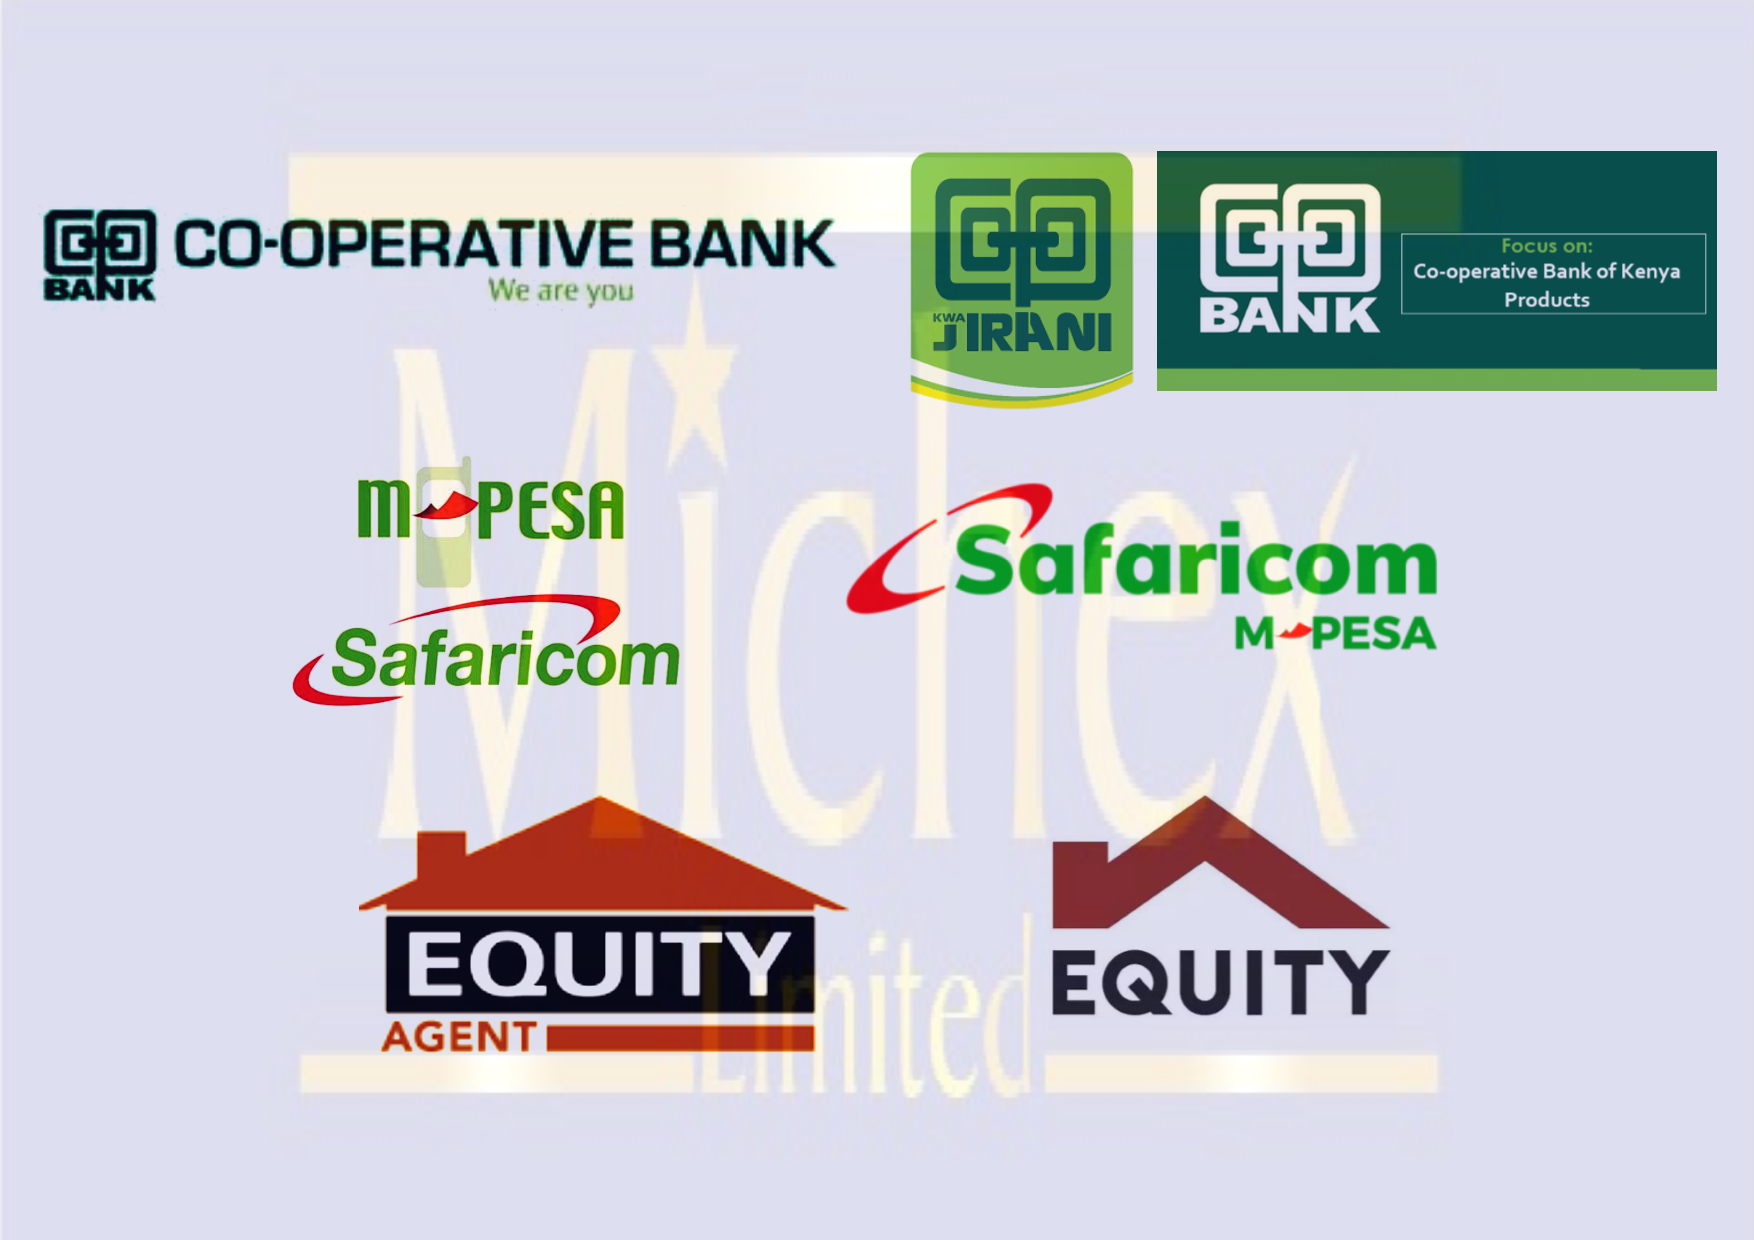 CO-OPERATIVE BANK
BANK
We are you
KWA
JIRANI
BANK
Focus on:
Co-operative Bank of Kenya
Products
M-PESA
Safaricom
Safaricom
M-PESA
Michex
Limited
EQUITY
AGENT
EQUITY